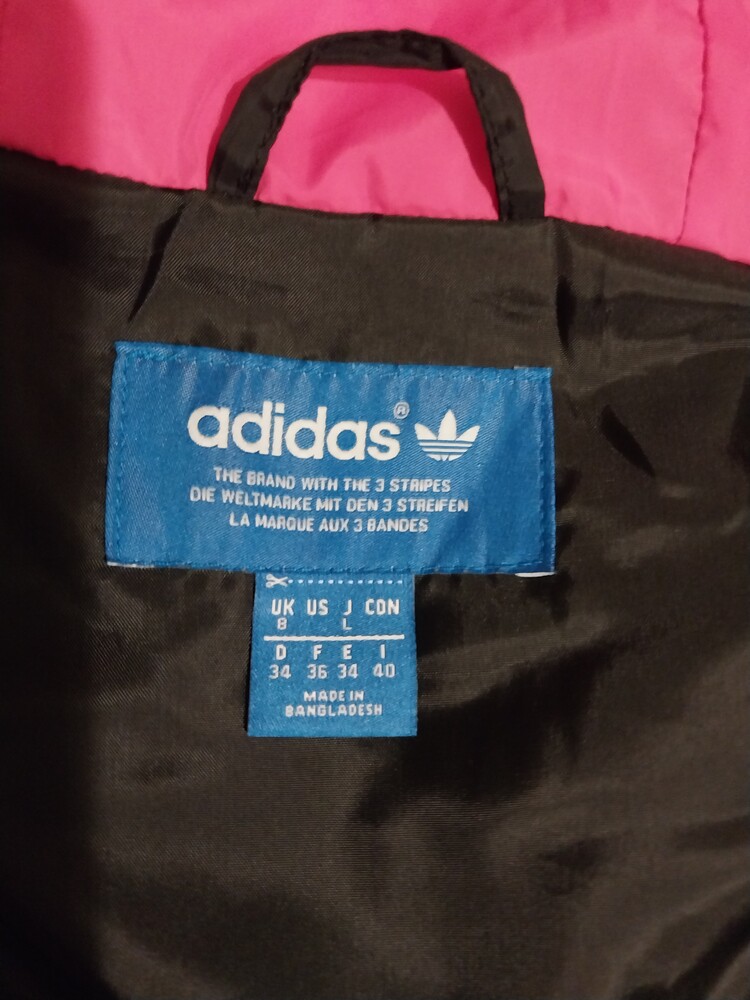 adidas®
THE BRAND WITH THE 3 STRIPES
DIE WELTMARKE MIT DEN 3 STREIFEN
LA MARQUE AUX 3 BANDES
UK US J CDN
8 L
D F E I
34 36 34 40
MADE IN
BANGLADESH